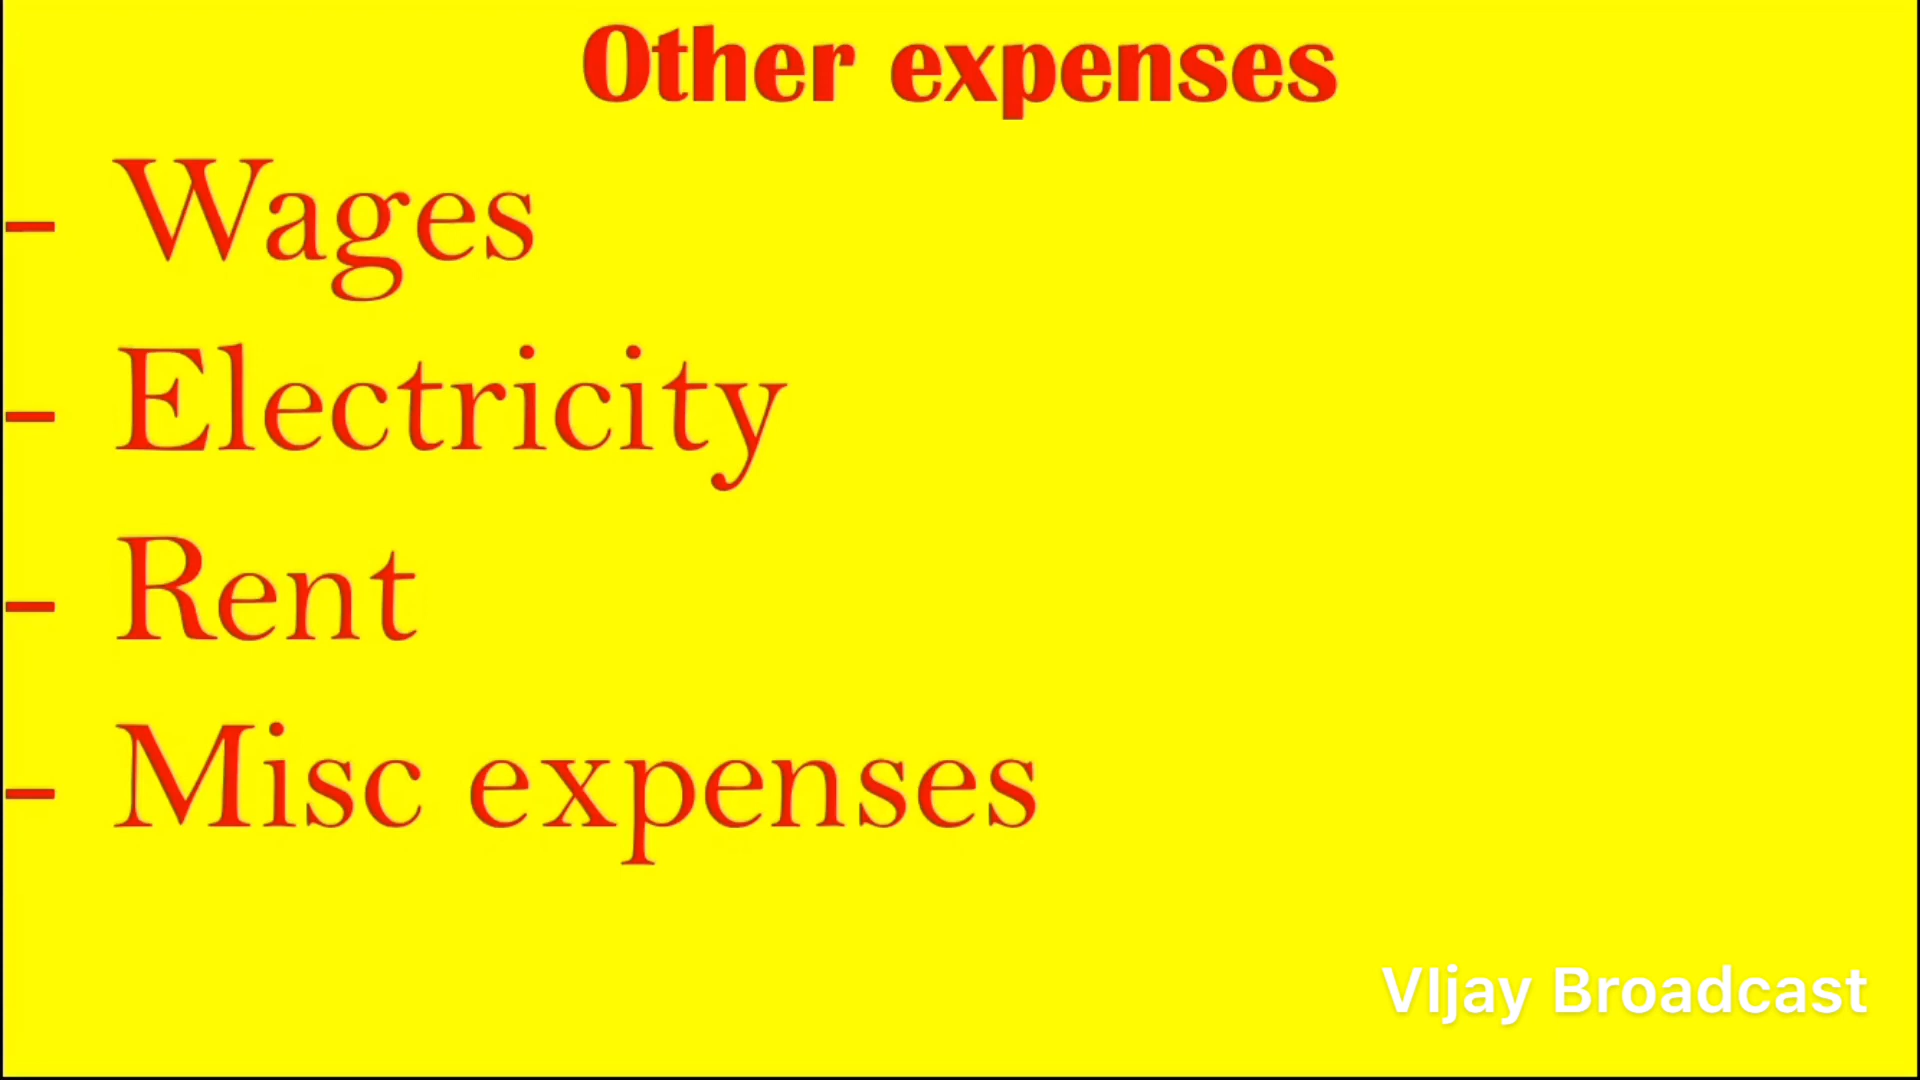 Other expenses
- Wages
- Electricity
- Rent
- Misc expenses
VIjay Broadcast